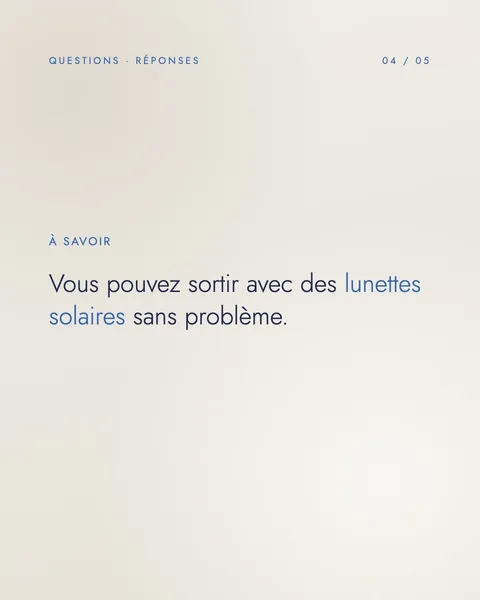 QUESTIONS · RÉPONSES
04 / 05
À SAVOIR
Vous pouvez sortir avec des lunettes
solaires sans problème.